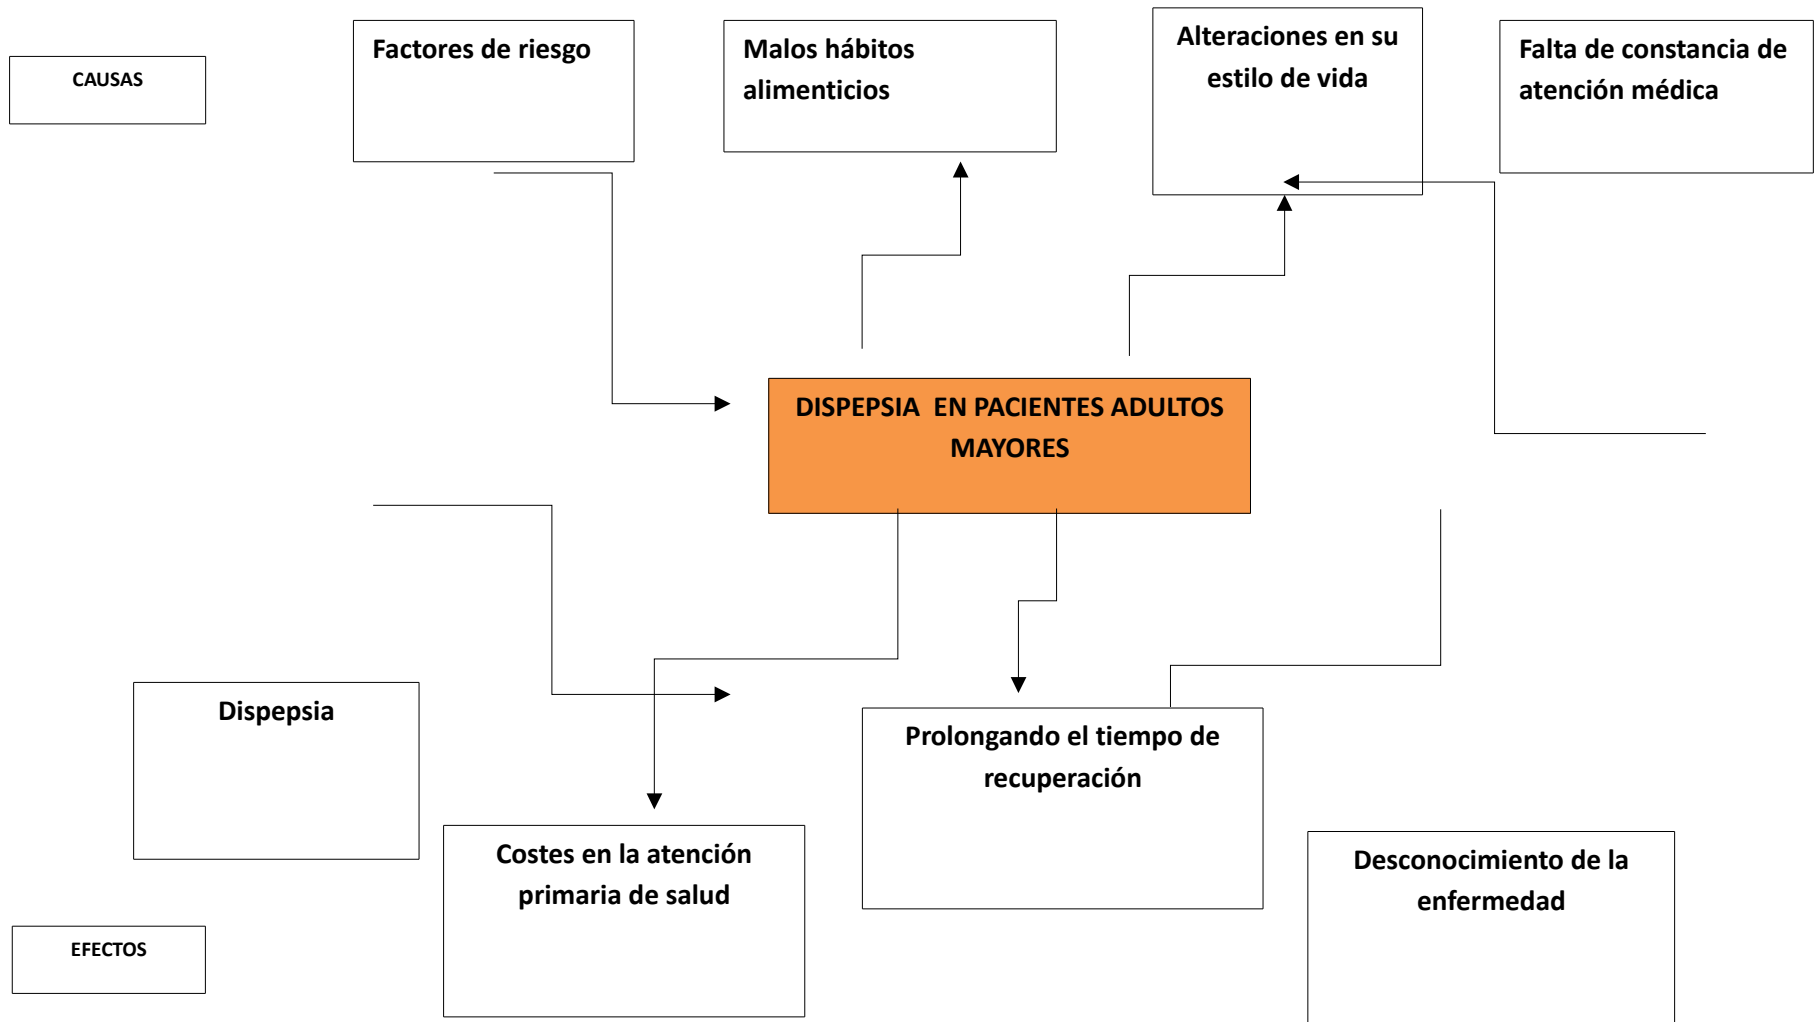 CAUSAS
Factores de riesgo
Malos hábitos
alimenticios
Alteraciones en su
estilo de vida
Falta de constancia de
atención médica
DISPEPSIA  EN PACIENTES ADULTOS
MAYORES
Dispepsia
Costes en la atención
primaria de salud
Prolongando el tiempo de
recuperación
Desconocimiento de la
enfermedad
EFECTOS